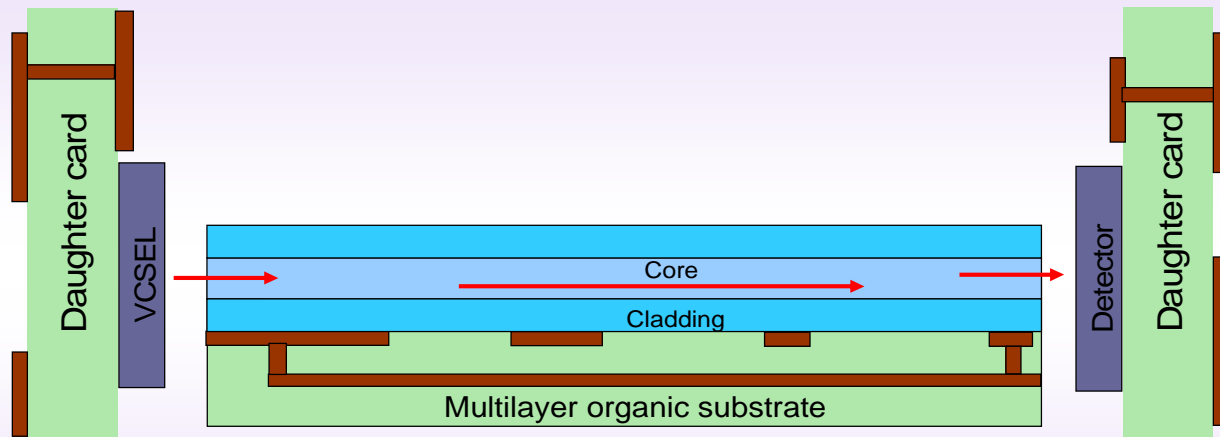 Daughter card
VCSEL
Core
Cladding
Multilayer organic substrate
Detector
Daughter card